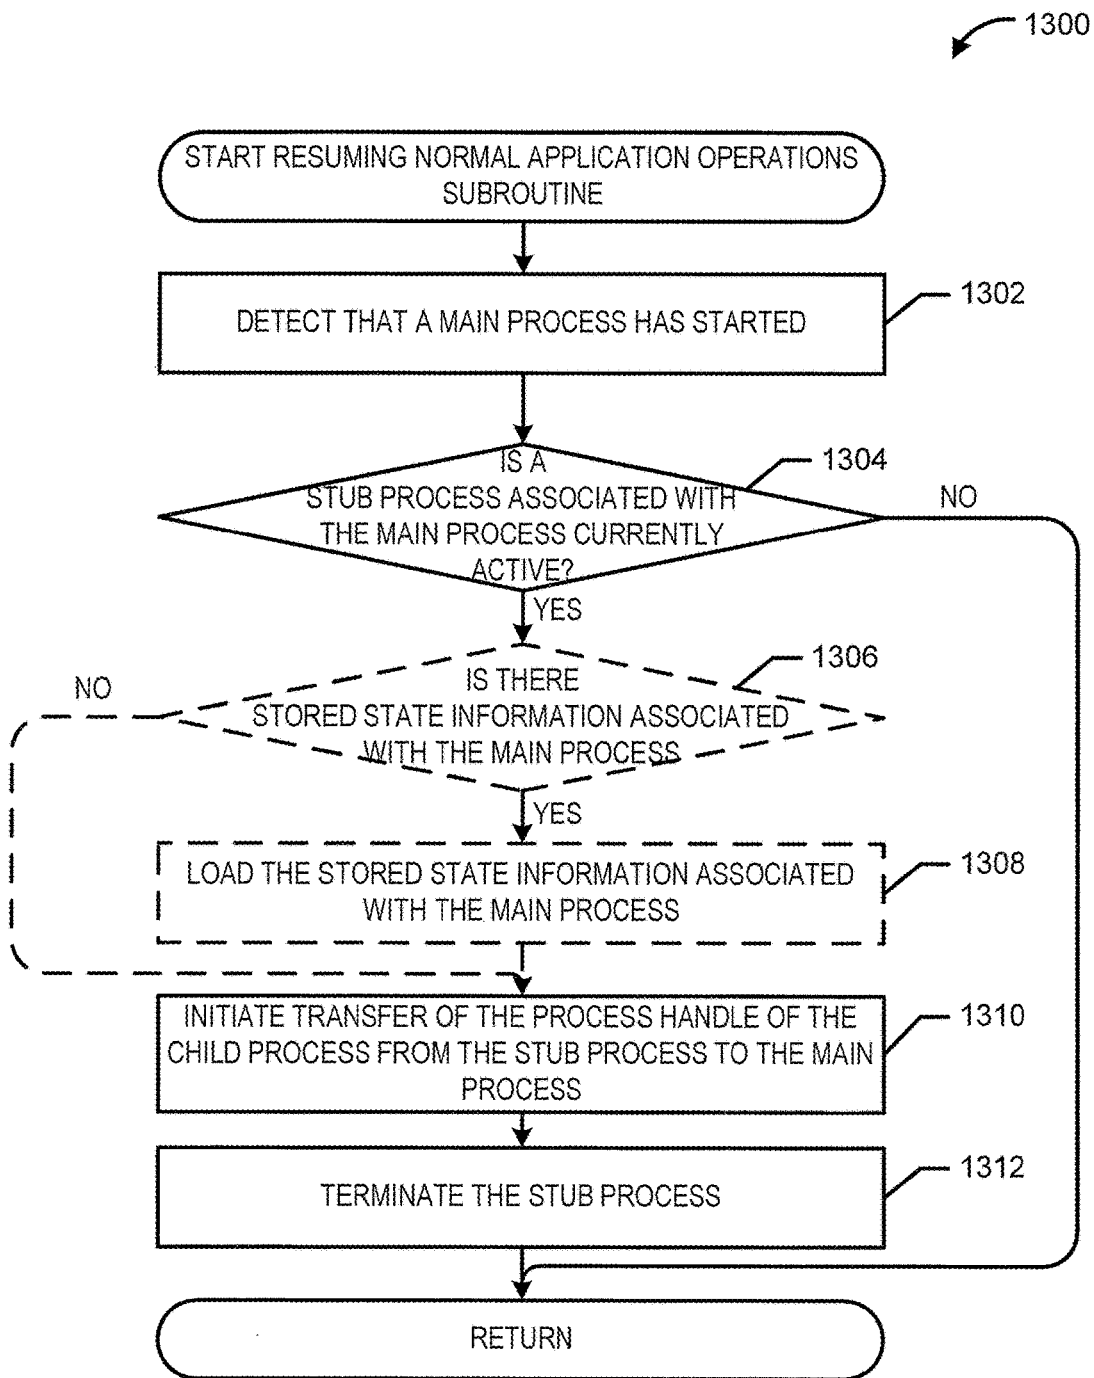 1300
START RESUMING NORMAL APPLICATION OPERATIONS
SUBROUTINE
DETECT THAT A MAIN PROCESS HAS STARTED
1302
IS A
STUB PROCESS ASSOCIATED WITH
THE MAIN PROCESS CURRENTLY
ACTIVE?
1304
NO
YES
IS THERE
STORED STATE INFORMATION ASSOCIATED
WITH THE MAIN PROCESS
1306
NO
YES
LOAD THE STORED STATE INFORMATION ASSOCIATED
WITH THE MAIN PROCESS
1308
INITIATE TRANSFER OF THE PROCESS HANDLE OF THE
CHILD PROCESS FROM THE STUB PROCESS TO THE MAIN
PROCESS
1310
TERMINATE THE STUB PROCESS
1312
RETURN